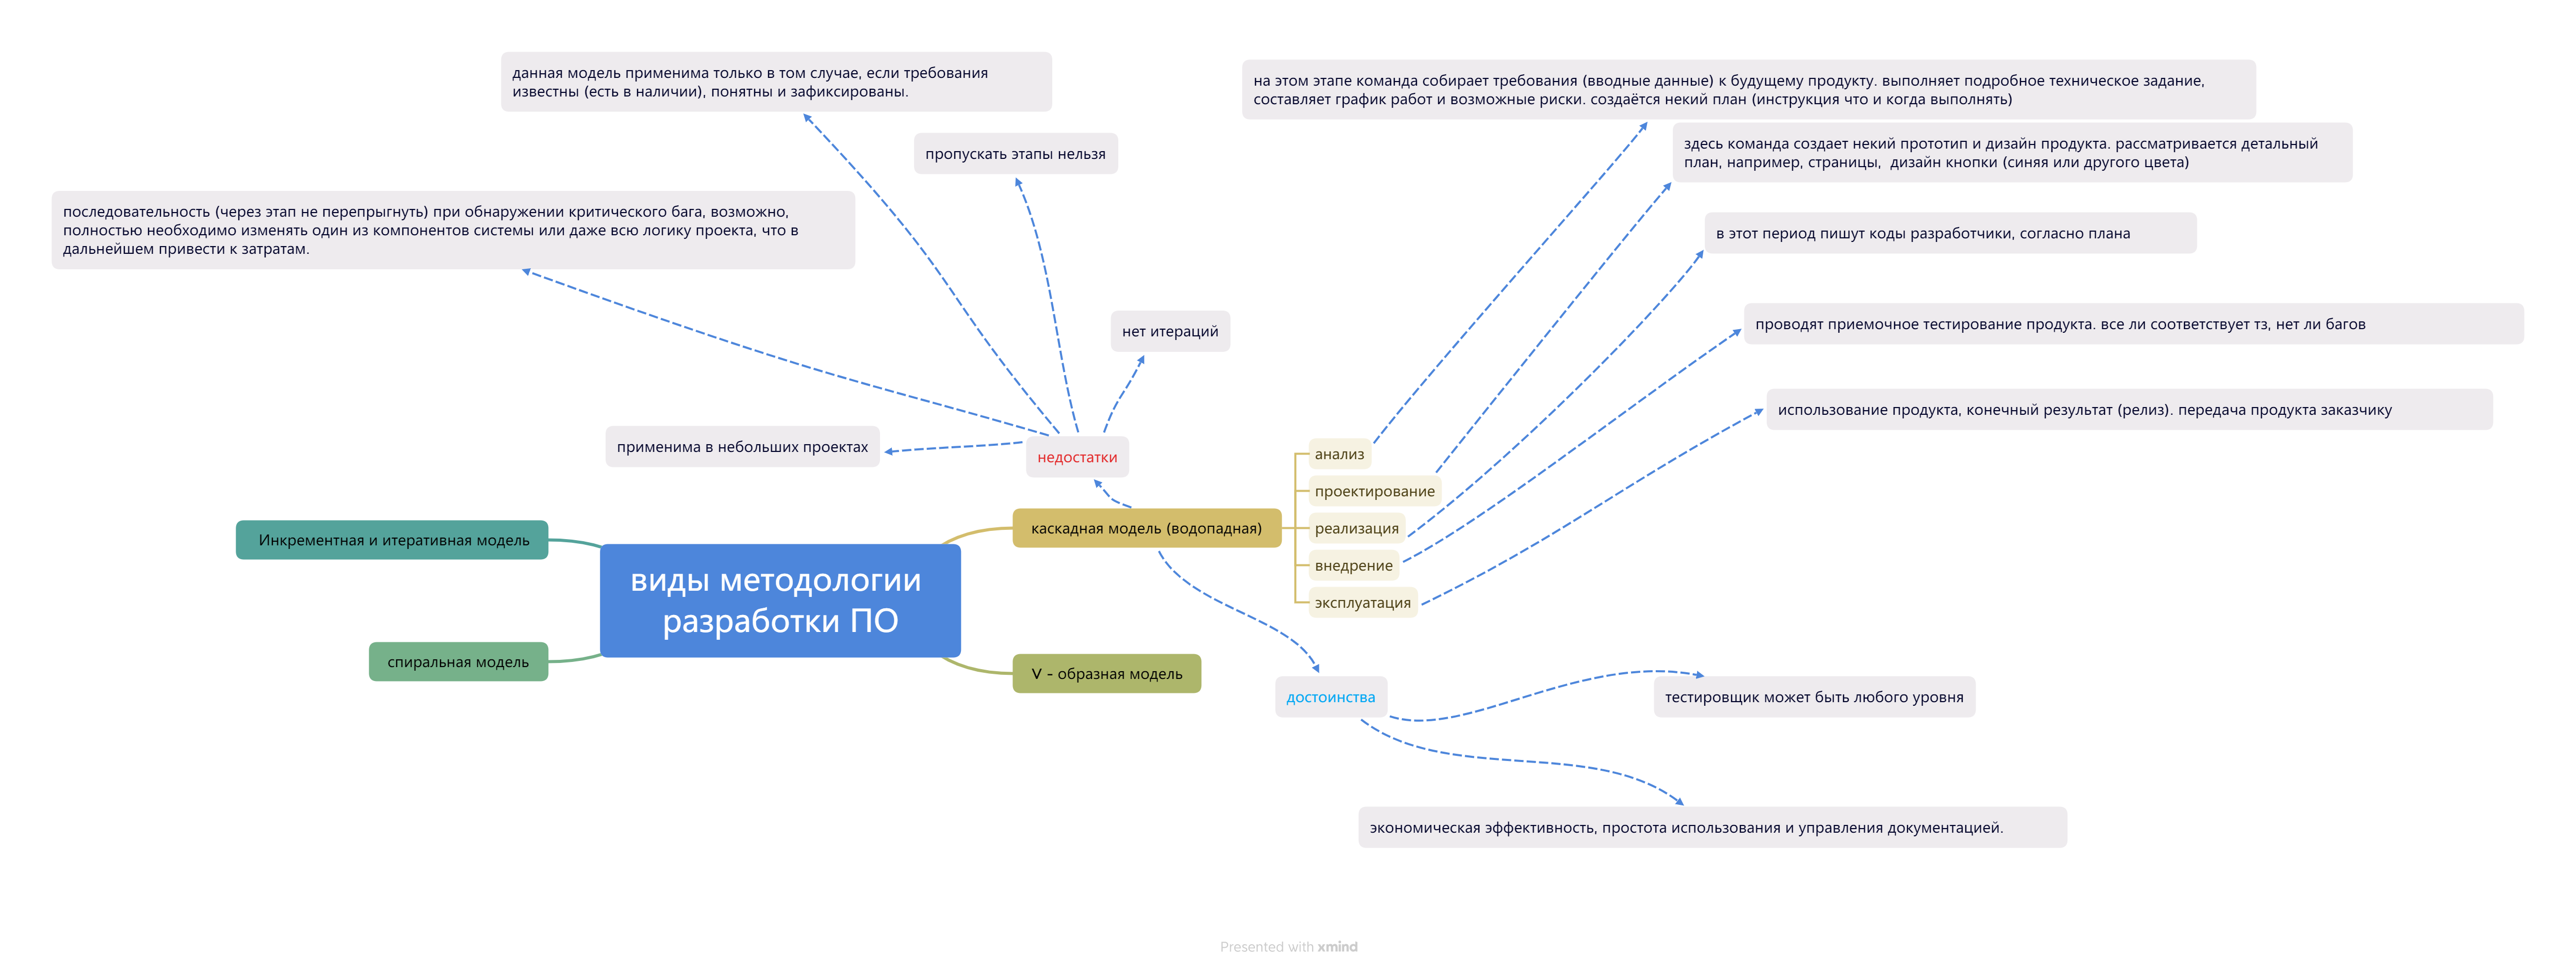 данная модель применима только в том случае, если требования
известны (есть в наличии), понятны и зафиксированы.
на этом этапе команда собирает требования (вводные данные) к будущему продукту. выполняет подробное техническое задание,
составляет график работ и возможные риски. создаётся некий план (инструкция что и когда выполнять)
пропускать этапы нельзя
здесь команда создает некий прототип и дизайн продукта. рассматривается детальный
план, например, страницы,  дизайн кнопки (синяя или другого цвета)
последовательность (через этап не перепрыгнуть) при обнаружении критического бага, возможно,
полностью необходимо изменять один из компонентов системы или даже всю логику проекта, что в
дальнейшем привести к затратам.
в этот период пишут коды разработчики, согласно плана
нет итераций
проводят приемочное тестирование продукта. все ли соответствует тз, нет ли багов
использование продукта, конечный результат (релиз). передача продукта заказчику
применима в небольших проектах
недостатки
анализ
проектирование
реализация
внедрение
эксплуатация
каскадная модель (водопадная)
Инкрементная и итеративная модель
виды методологии
разработки ПО
спиральная модель
V - образная модель
достоинства
тестировщик может быть любого уровня
экономическая эффективность, простота использования и управления документацией.
Presented with xmind